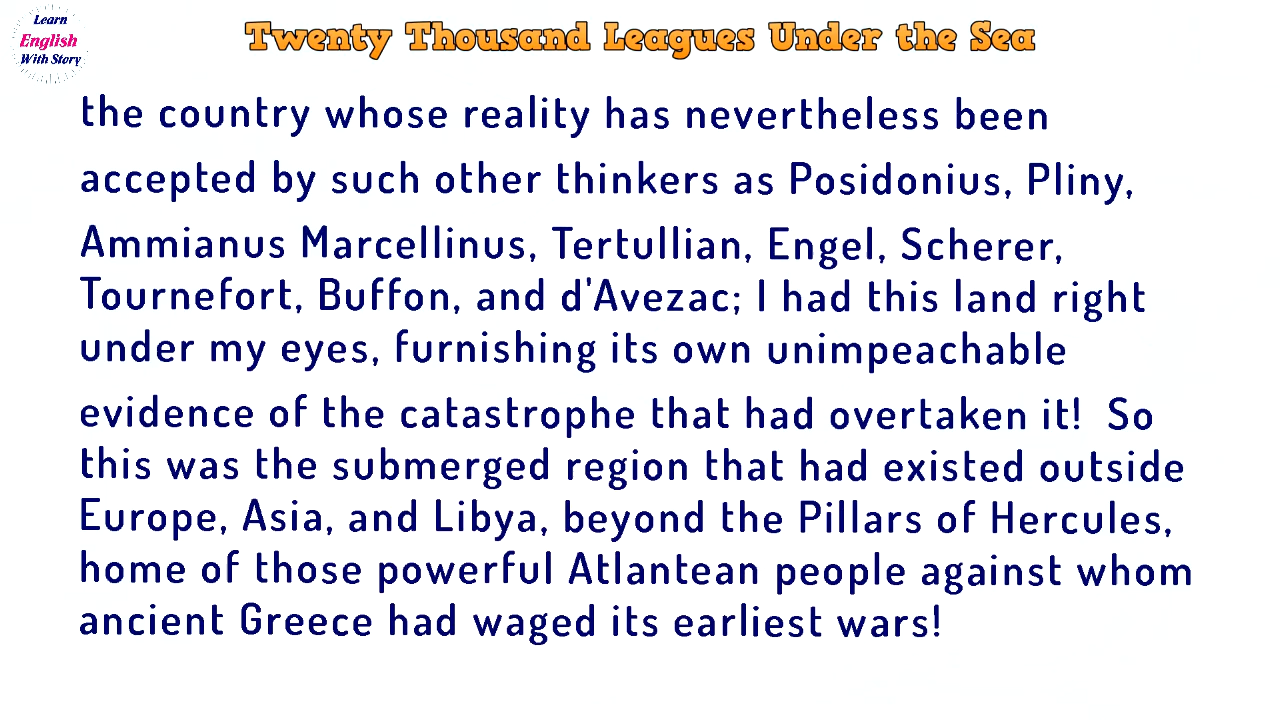 Learn
English
With Story
Twenty Thousand Leagues Under the Sea
the country whose reality has nevertheless been
accepted by such other thinkers as Posidonius, Pliny,
Ammianus Marcellinus, Tertullian, Engel, Scherer,
Tournefort, Buffon, and d'Avezac; I had this land right
under my eyes, furnishing its own unimpeachable
evidence of the catastrophe that had overtaken it!  So
this was the submerged region that had existed outside
Europe, Asia, and Libya, beyond the Pillars of Hercules,
home of those powerful Atlantean people against whom
ancient Greece had waged its earliest wars!